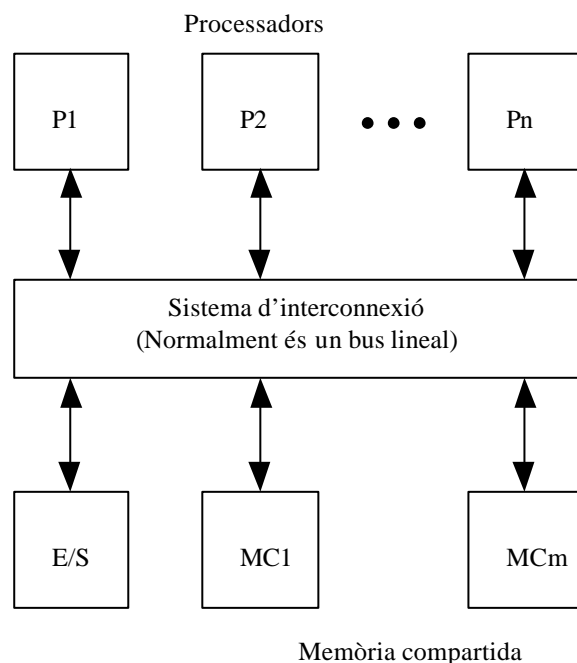 Processadors
P1
P2
Pn
Sistema d’interconnexió
(Normalment és un bus lineal)
E/S
MC1
MCm
Memòria compartida